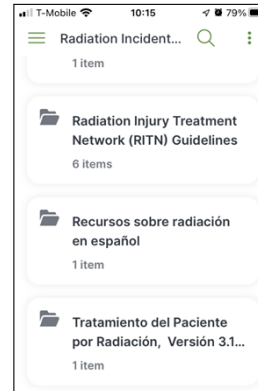 T-Mobile 10:15 79%
Radiation Incident...
1 item
Radiation Injury Treatment
Network (RITN) Guidelines
6 items
Recursos sobre radiación
en español
1 item
Tratamiento del Paciente
por Radiación, Versión 3.1...
1 item